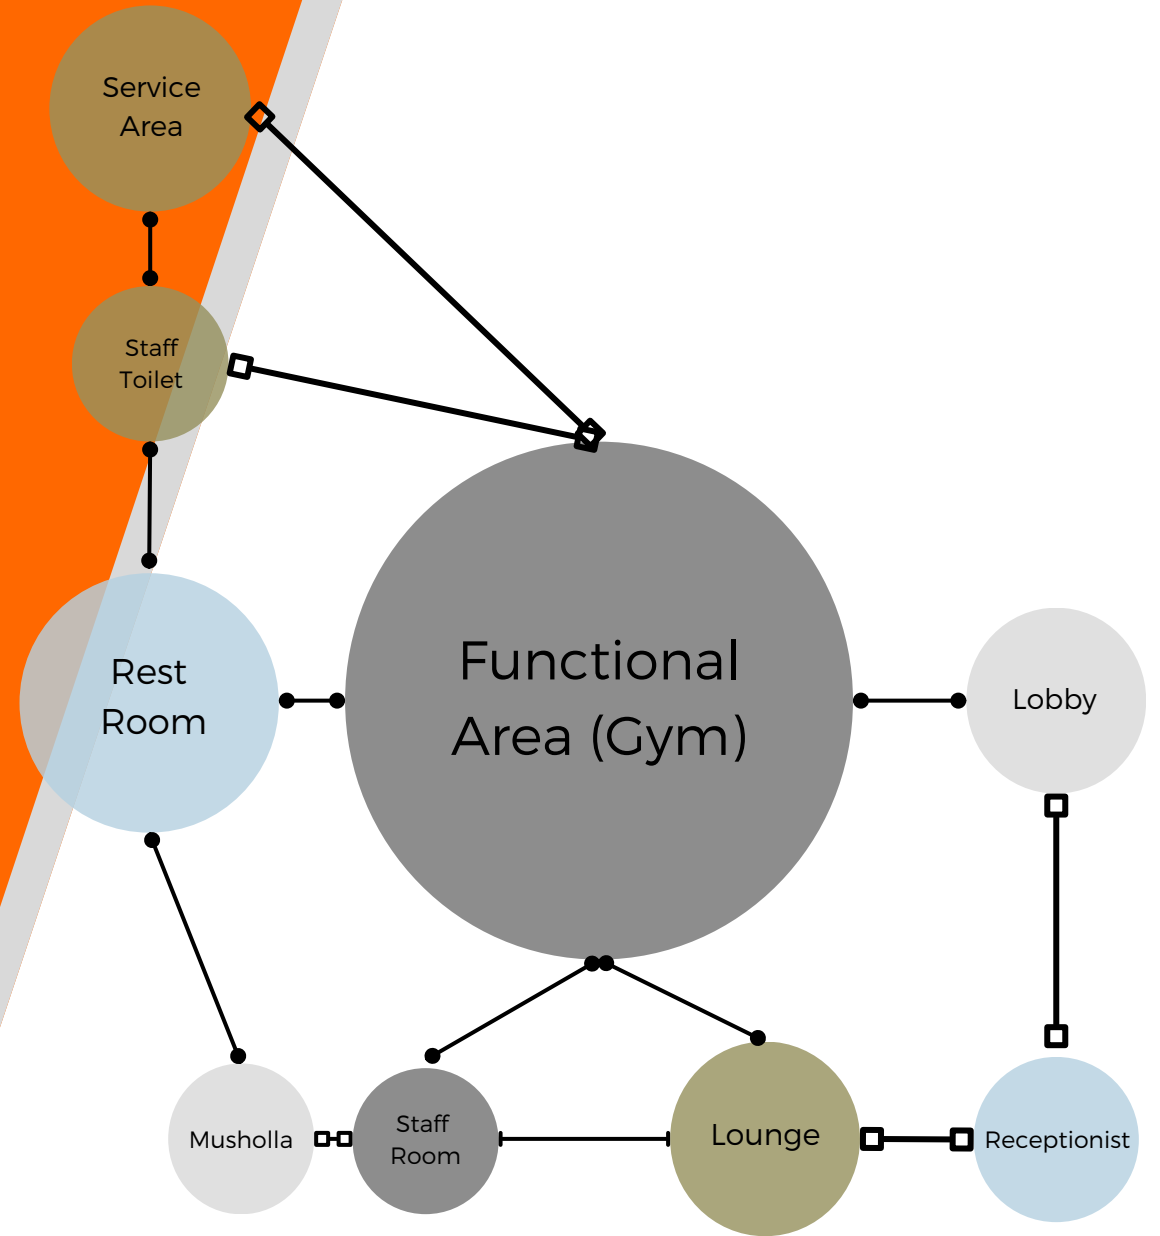 Service
Area
Staff
Toilet
Rest
Room
Functional
Area (Gym)
Lobby
Musholla
Staff
Room
Lounge
Receptionist